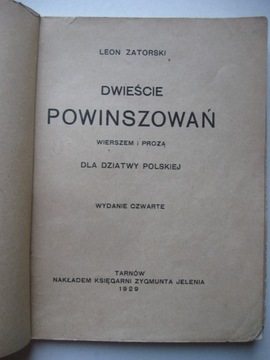 LEON ZATORSKI
DWIEŚCIE
POWINSZOWAŃ
WIERSZEM I PROZĄ
DLA DZIATWY POLSKIEJ
WYDANIE CZWARTE
TARNÓW
NAKŁADEM KSIĘGARNI ZYGMUNTA JELENIA
1929